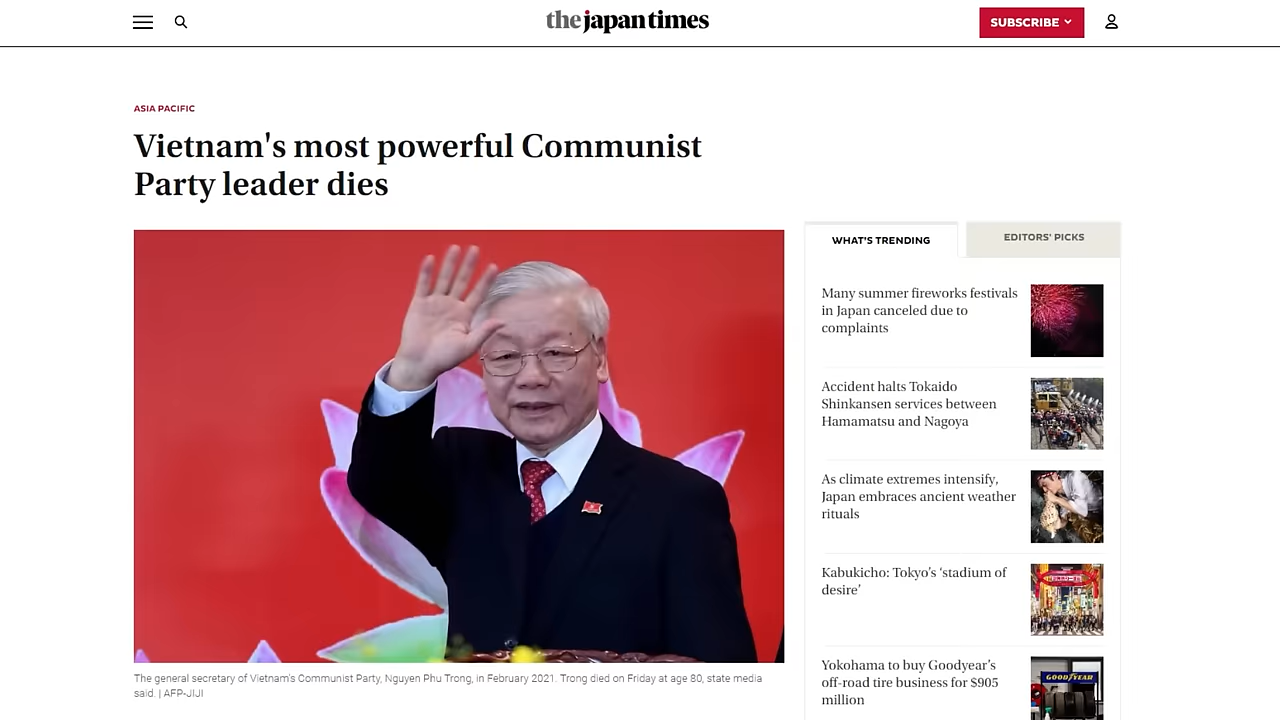 the japan times
SUBSCRIBE
ASIA PACIFIC
Vietnam's most powerful Communist
Party leader dies
The general secretary of Vietnam's Communist Party, Nguyen Phu Trong, in February 2021. Trong died on Friday at age 80, state media
said. | AFP-JIJI
WHAT'S TRENDING
EDITORS' PICKS
Many summer fireworks festivals
in Japan canceled due to
complaints
Accident halts Tokaido
Shinkansen services between
Hamamatsu and Nagoya
As climate extremes intensify,
Japan embraces ancient weather
rituals
Kabukicho: Tokyo’s ‘stadium of
desire’
Yokohama to buy Goodyear’s
off-road tire business for $905
million
GOODYEAR